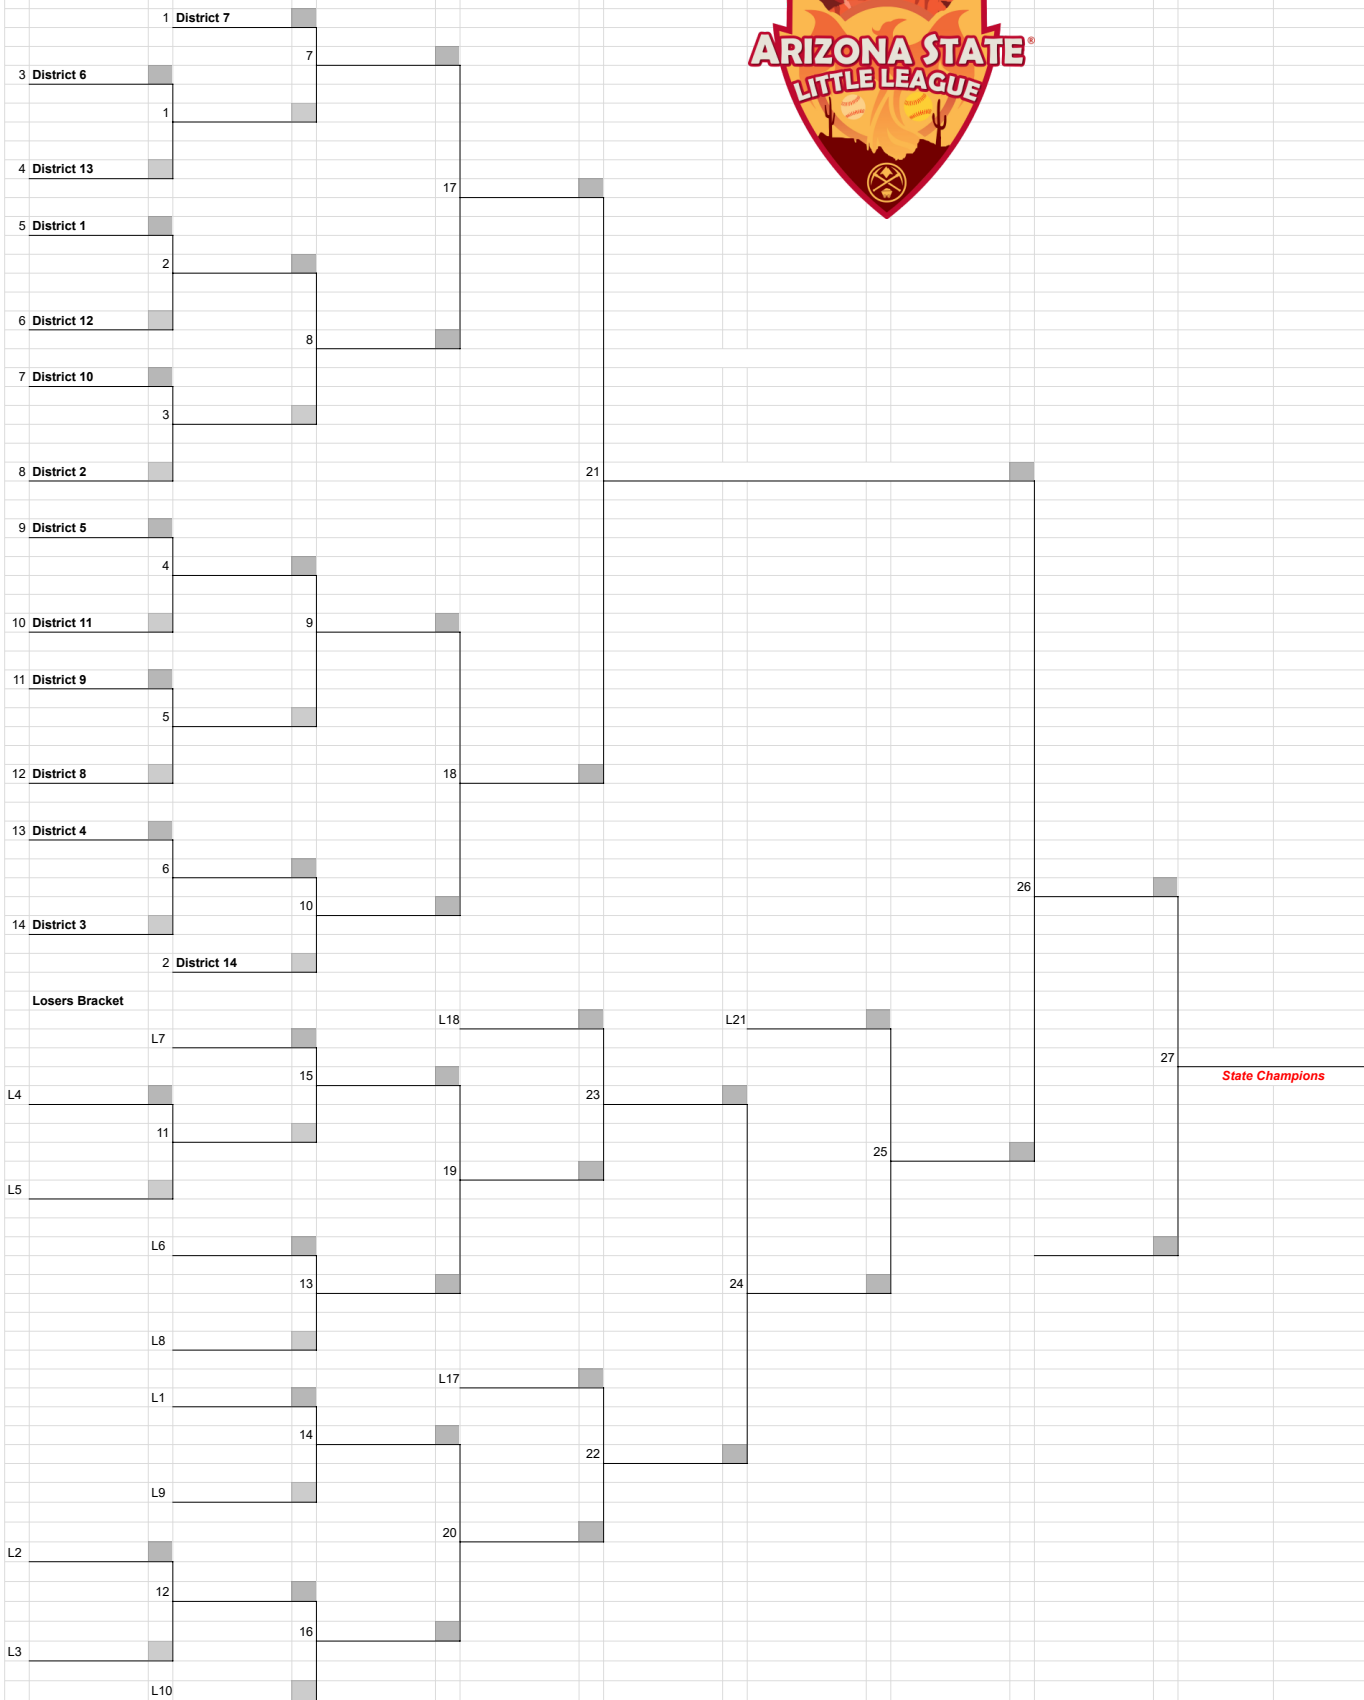 1 District 7
ARIZONA STATE®
LITTLE LEAGUE
7
3 District 6
1
4 District 13
17
5 District 1
2
6 District 12
8
7 District 10
3
8 District 2
21
9 District 5
4
10 District 11
9
11 District 9
5
12 District 8
18
13 District 4
6
26
10
14 District 3
2 District 14
Losers Bracket
L18
L21
L7
27
15
State Champions
L4
23
11
25
19
L5
L6
13
24
L8
L17
L1
14
22
L9
20
L2
12
16
L3
L10